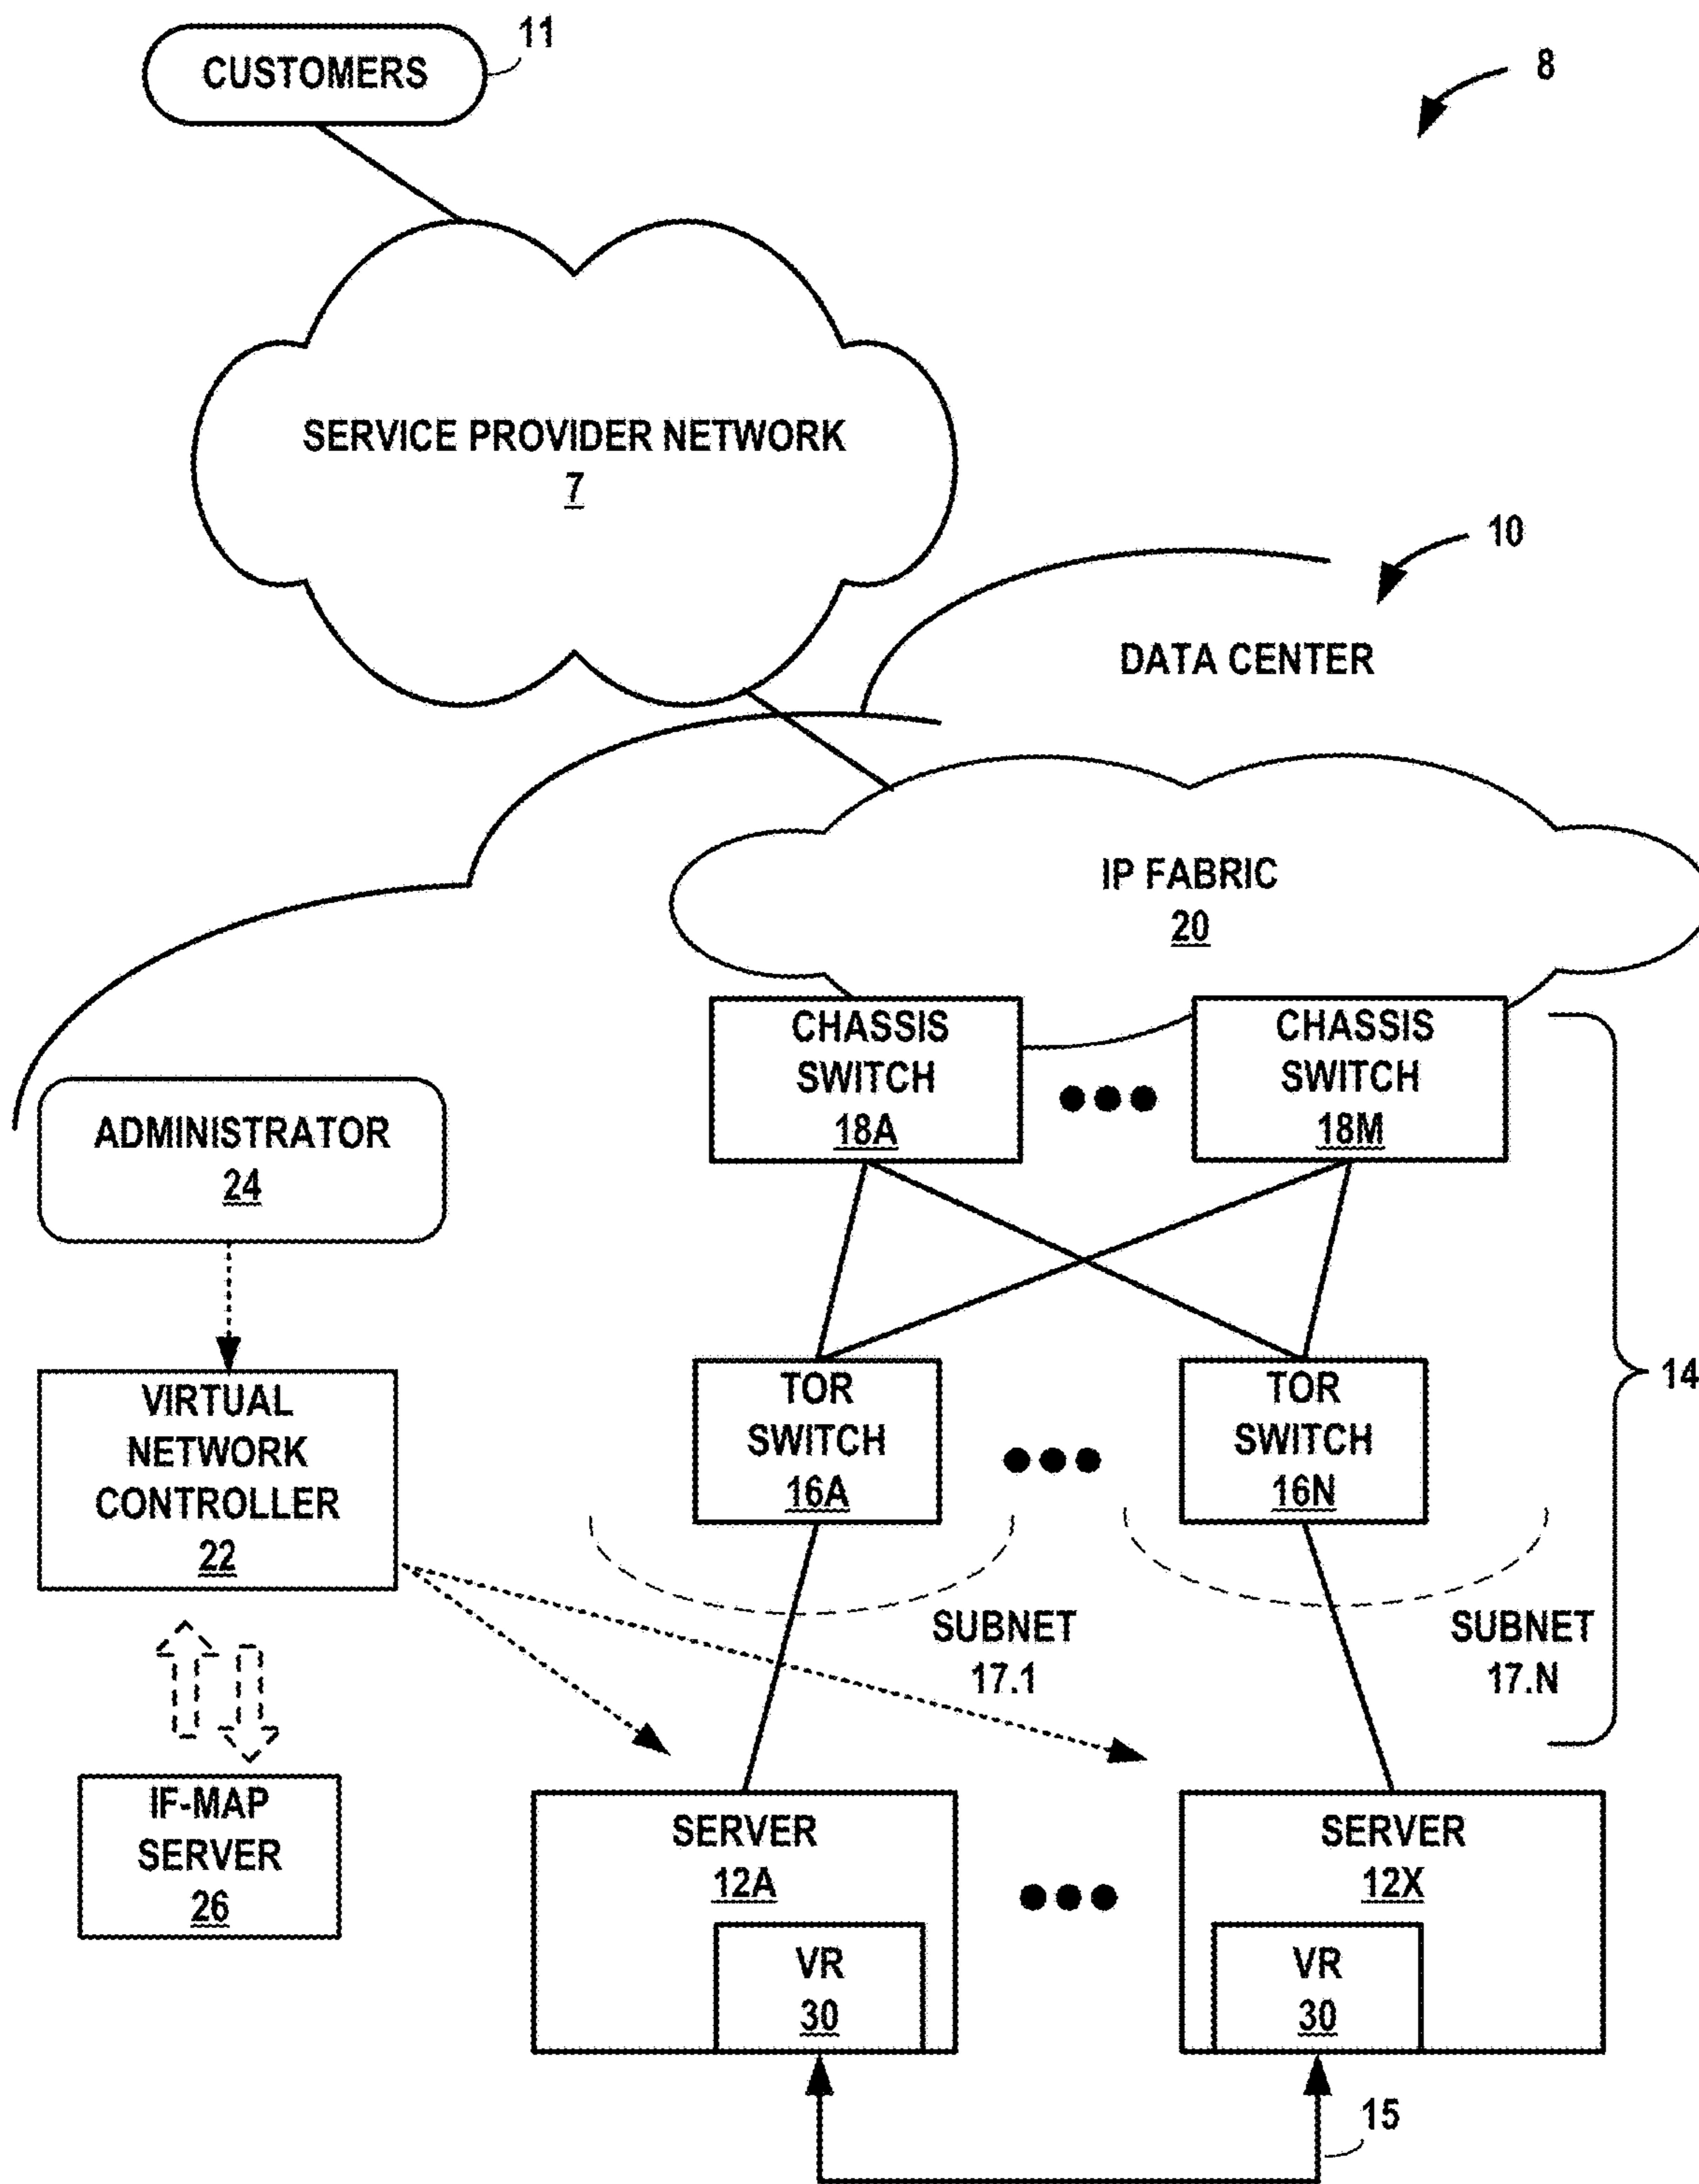 CUSTOMERS
11
8
SERVICE PROVIDER NETWORK
7
10
DATA CENTER
IP FABRIC
20
CHASSIS
SWITCH
18A
CHASSIS
SWITCH
18M
ADMINISTRATOR
24
14
VIRTUAL
NETWORK
CONTROLLER
22
TOR
SWITCH
16A
TOR
SWITCH
16N
SUBNET
17.1
SUBNET
17.N
IF-MAP
SERVER
26
SERVER
12A
VR
30
SERVER
12X
VR
30
15